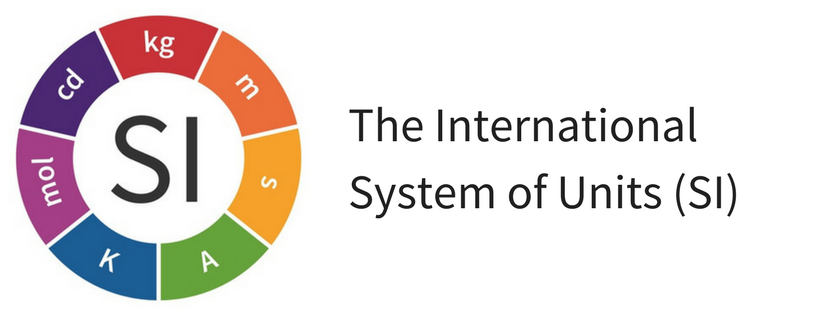 kg
m
s
A
K
mol
cd
SI
The International
System of Units (SI)